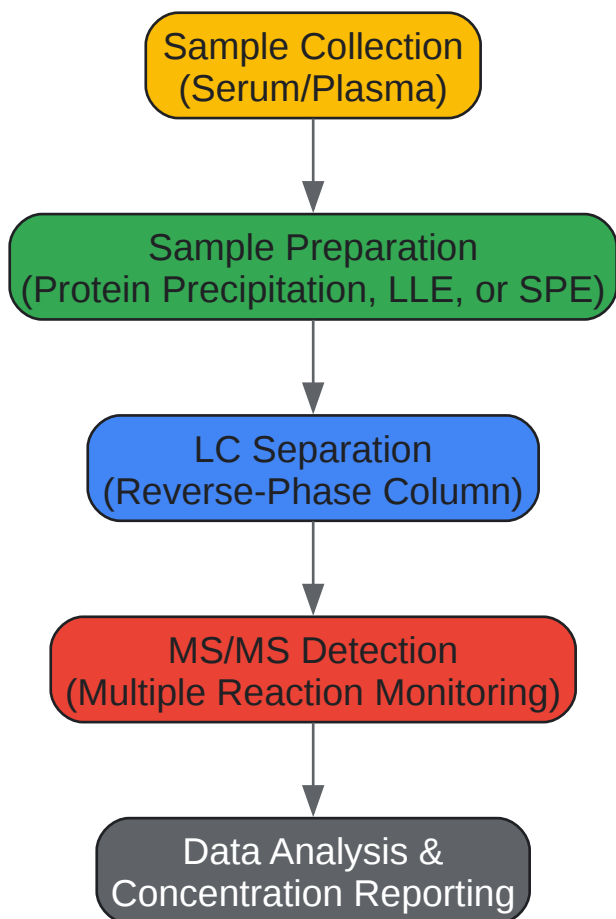 Sample Collection
(Serum/Plasma)
Sample Preparation
(Protein Precipitation, LLE, or SPE)
LC Separation
(Reverse-Phase Column)
MS/MS Detection
(Multiple Reaction Monitoring)
Data Analysis &
Concentration Reporting